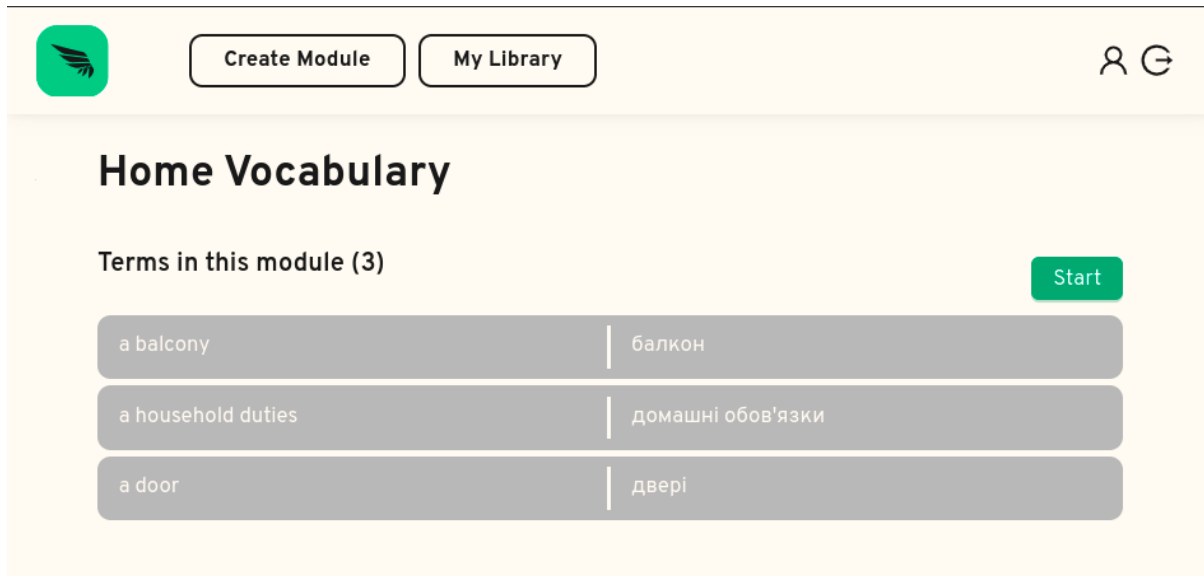 Create Module My Library
Home Vocabulary
Terms in this module (3)
Start
a balcony балкон
a household duties домашні обов'язки
a door двері